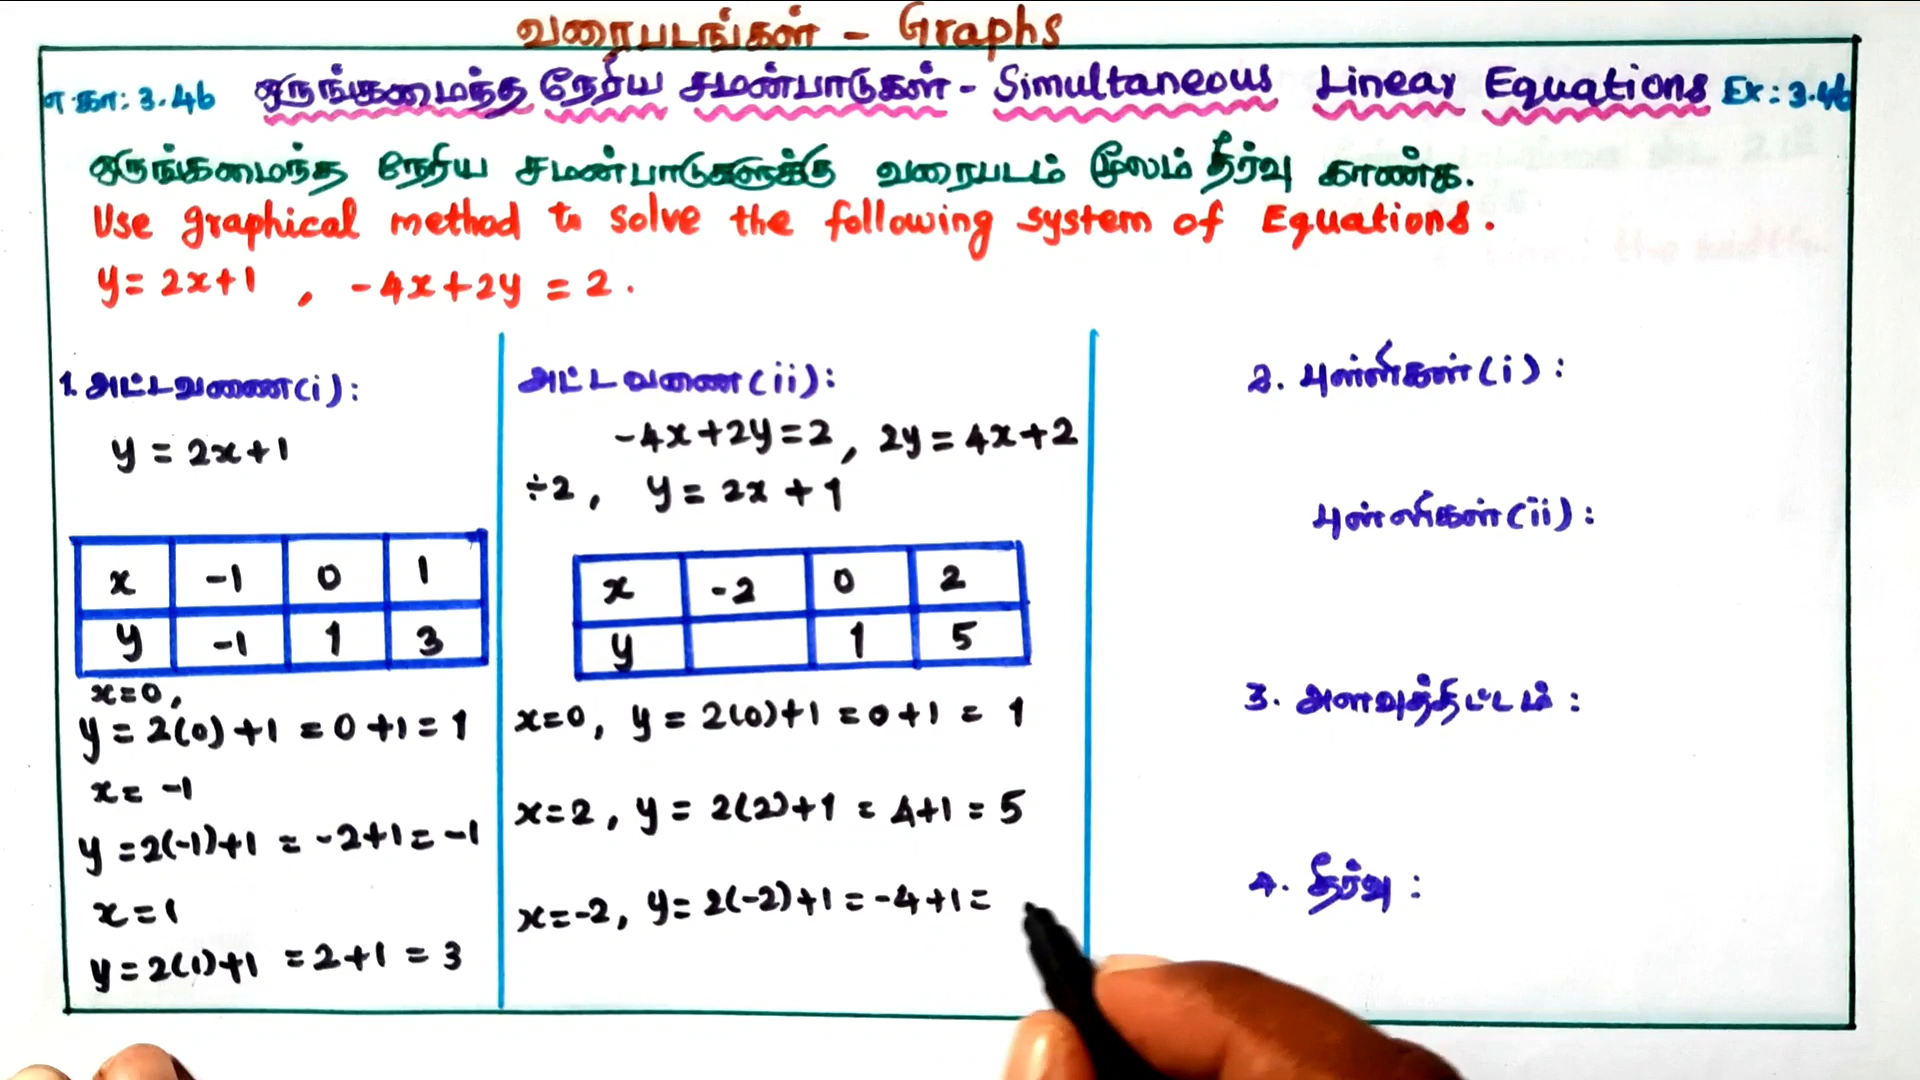 வரைபடங்கள் - Graphs
எ.கா: 3.46 ஒருங்கமைந்த நேரிய சமண்பாடுகள் - Simultaneous Linear Equations Ex: 3.46
ஒருங்கமைந்த நேரிய சமண்பாடுகளுக்கு வரைபடம் மூலம் தீர்வு காண்க.
Use graphical method to solve the following system of Equations.
y = 2x+1 , -4x+2y = 2.
1. அட்டவணை(i):
y = 2x+1
x -1 0 1
y -1 1 3
x=0,
y = 2(0)+1 = 0+1 = 1
x= -1
y =2(-1)+1 = -2+1= -1
x=1
y=2(1)+1 =2+1 = 3
அட்டவணை(ii):
-4x+2y=2, 2y=4x+2
÷2, y= 2x + 1
x -2 0 2
y 1 5
x=0, y = 2(0)+1 =0+1 = 1
x=2, y = 2(2)+1 = 4+1 = 5
x=-2, y= 2(-2)+1 = -4+1=
2. புள்ளிகள்(i):
புள்ளிகள்(ii):
3. அளவுத்திட்டம்:
4. தீர்வு: